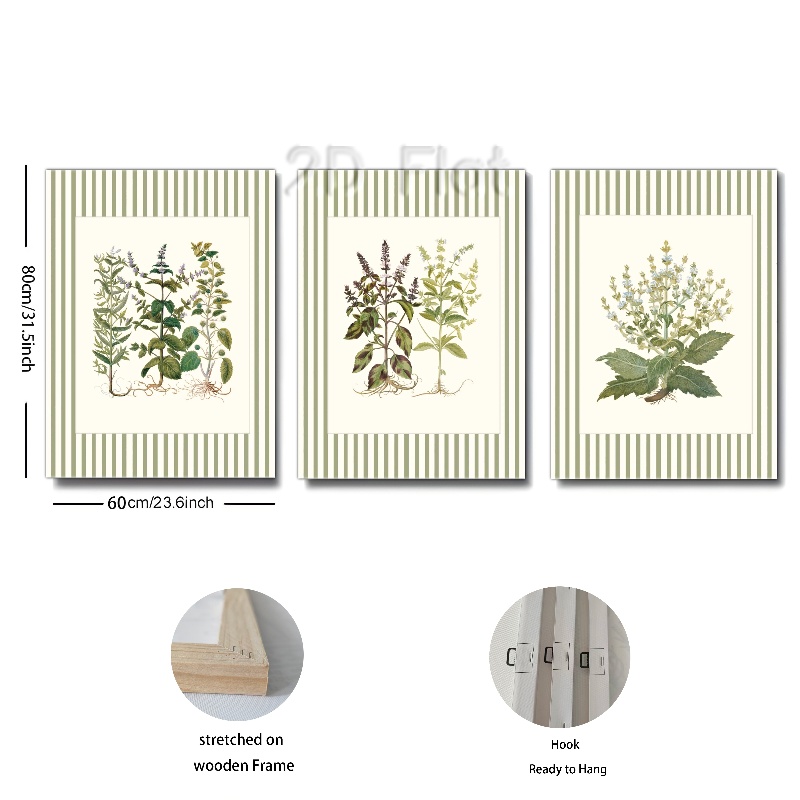 2D Flat
80cm/31.5inch
60cm/23.6inch
stretched on
wooden Frame
Hook
Ready to Hang